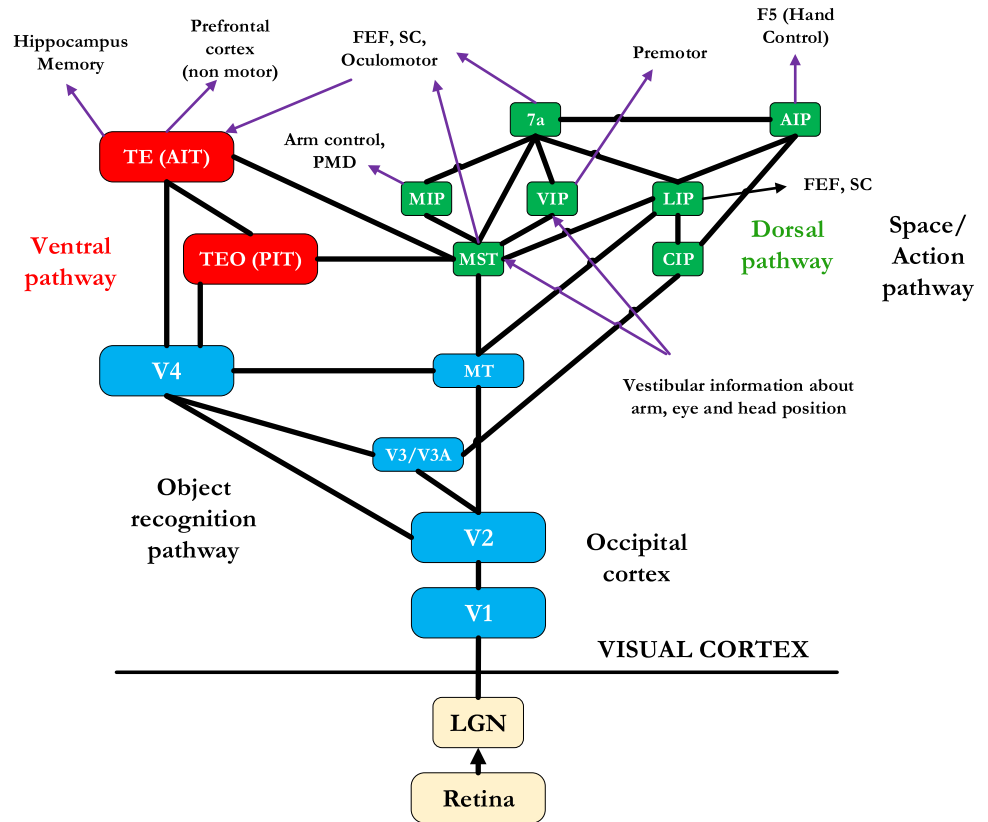 Hippocampus
Memory
Prefrontal
cortex
(non motor)
FEF, SC,
Oculomotor
Premotor
F5 (Hand
Control)
7a
AIP
TE (AIT)
Arm control,
PMD
MIP
VIP
LIP
FEF, SC
Ventral
pathway
TEO (PIT)
MST
CIP
Dorsal
pathway
Space/
Action
pathway
V4
MT
Vestibular information about
arm, eye and head position
V3/V3A
Object
recognition
pathway
V2
Occipital
cortex
V1
VISUAL CORTEX
LGN
Retina